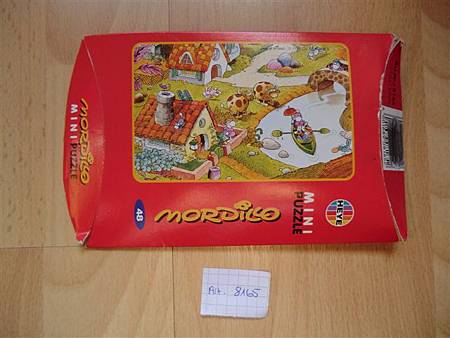 MORDILLO
MINI
PUZZLE
48
MORDILLO
MINI
PUZZLE
HEYE
Art. 8165